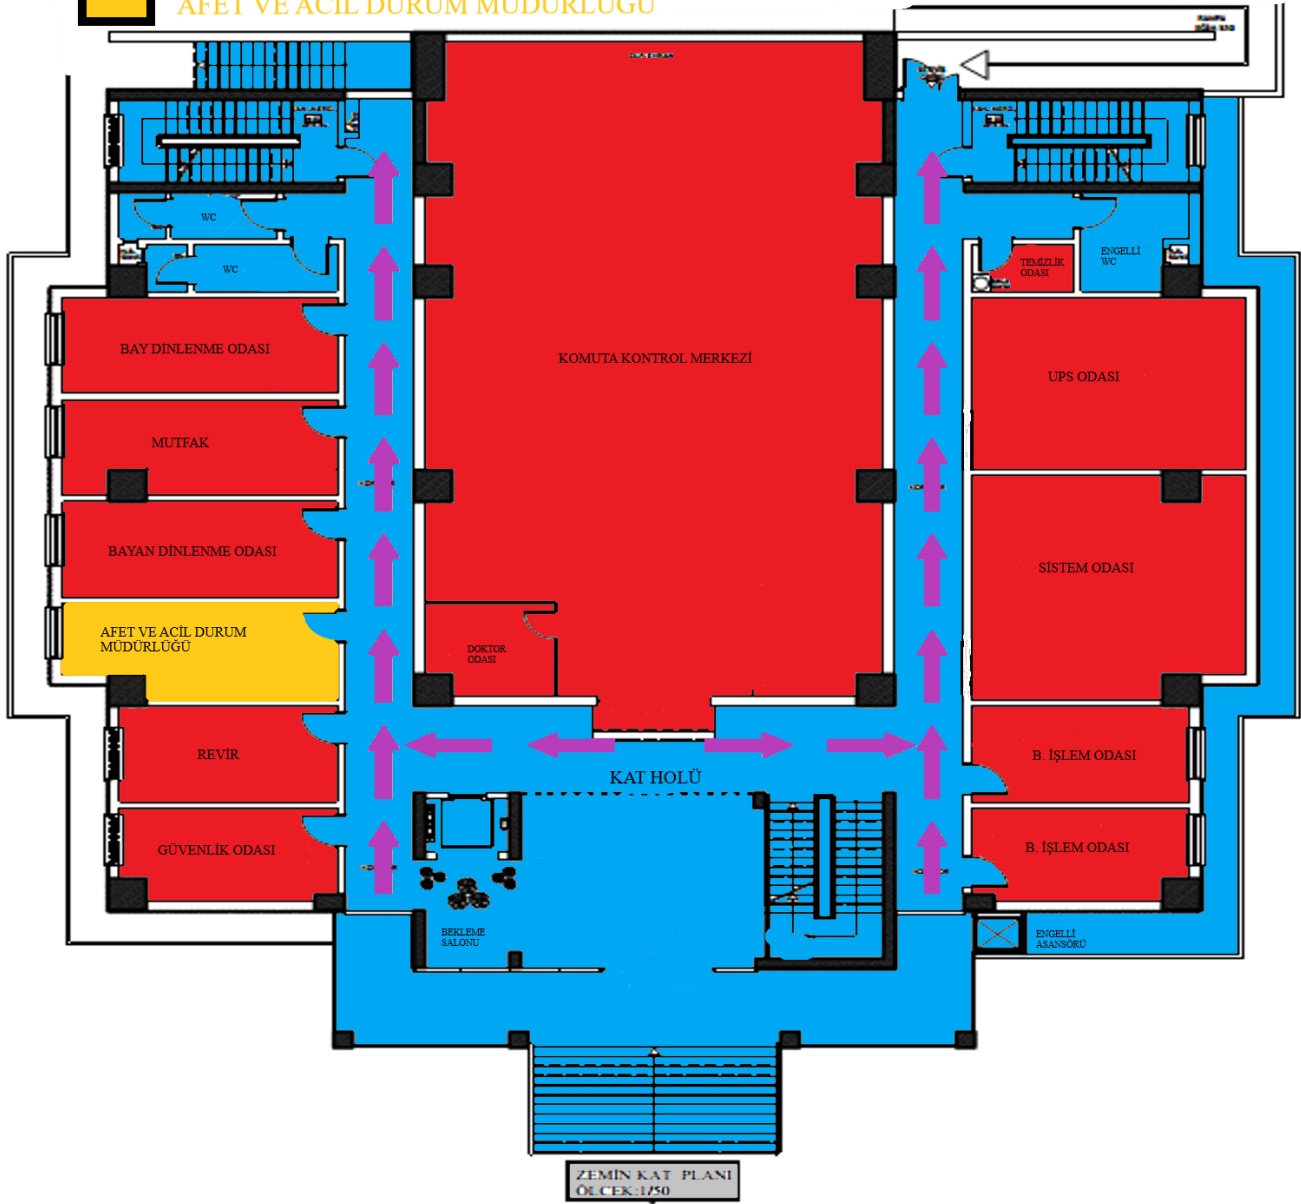 AFET VE ACİL DURUM MÜDÜRLÜĞÜ
WC
WC
TEMİZLİK
ODASI
ENGELLİ
WC
BAY DİNLENME ODASI
KOMUTA KONTROL MERKEZİ
UPS ODASI
MUTFAK
BAYAN DİNLENME ODASI
SİSTEM ODASI
AFET VE ACİL DURUM
MÜDÜRLÜĞÜ
DOKTOR
ODASI
REVİR
B. İŞLEM ODASI
KAT HOLÜ
GÜVENLİK ODASI
B. İŞLEM ODASI
BEKLEME
SALONU
ENGELLİ
ASANSÖRÜ
ZEMİN KAT PLANI
ÖLCEK:1/50